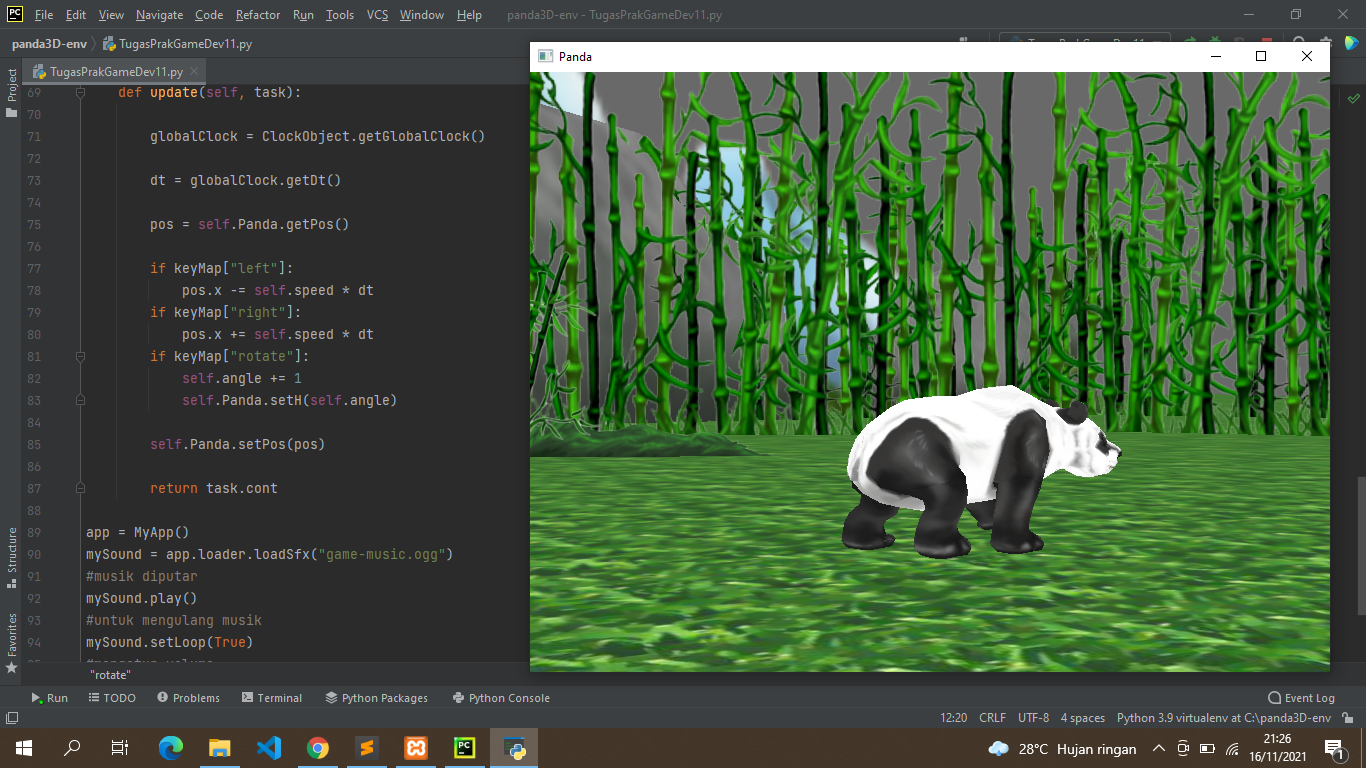 PC File Edit View Navigate Code Refactor Run Tools VCS Window Help panda3D-env - TugasPrakGameDev11.py
panda3D-env TugasPrakGameDev11.py
Panda
Project
TugasPrakGameDev11.py
69 def update(self, task):
70
71 globalClock = ClockObject.getGlobalClock()
72
73 dt = globalClock.getDt()
74
75 pos = self.Panda.getPos()
76
77 if keyMap["left"]:
78 pos.x -= self.speed * dt
79 if keyMap["right"]:
80 pos.x += self.speed * dt
81 if keyMap["rotate"]:
82 self.angle += 1
83 self.Panda.setH(self.angle)
84
85 self.Panda.setPos(pos)
86
87 return task.cont
88
89 app = MyApp()
90 mySound = app.loader.loadSfx("game-music.ogg")
91 #musik diputar
92 mySound.play()
93 #untuk mengulang musik
94 mySound.setLoop(True)
Structure
Favorites
"rotate"
Run TODO Problems Terminal Python Packages Python Console Event Log
12:20 CRLF UTF-8 4 spaces Python 3.9 virtualenv at C:\panda3D-env
PC
28°C Hujan ringan
21:26
16/11/2021
1